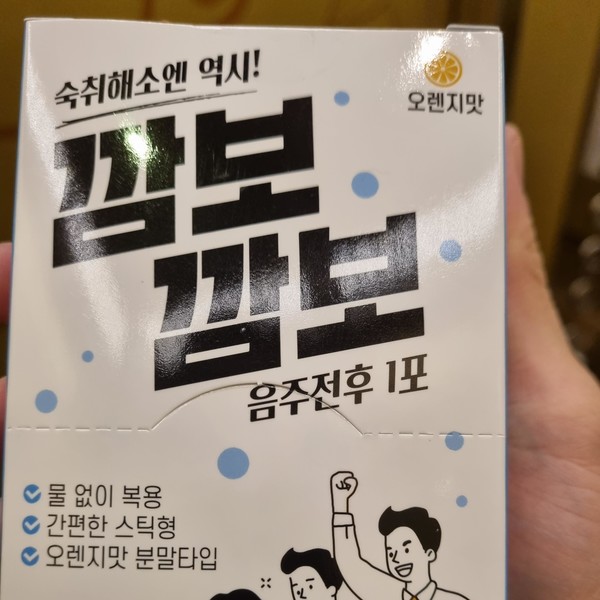 숙취해소엔 역시!
오렌지맛
깜보
깜보
음주전후 1포
물 없이 복용
간편한 스틱형
오렌지맛 분말타입